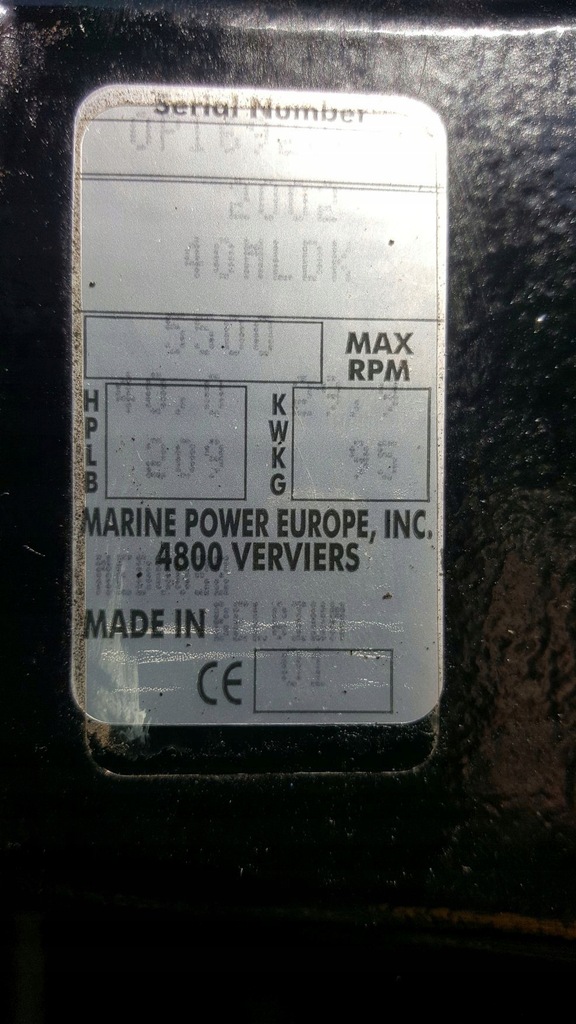 Serial Number
2002
40MLDK
5500
MAX RPM
HP 40,0 KW
LB 203 KG 95
MARINE POWER EUROPE, INC.
4800 VERVIERS
MADE IN BELGIUM
CE 01